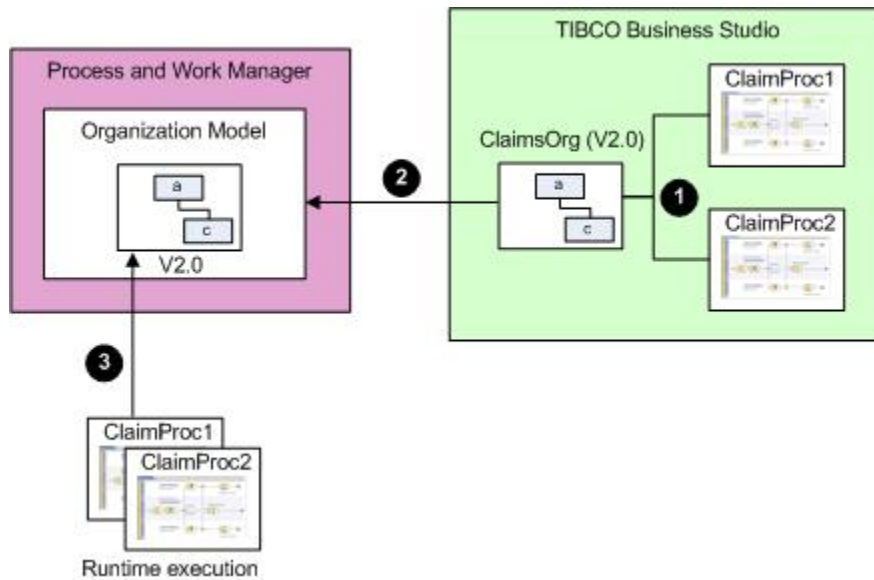 TIBCO Business Studio
Process and Work Manager
ClaimProc1
Organization Model
ClaimsOrg (V2.0)
a
c
V2.0
2
a
c
1
ClaimProc2
3
ClaimProc1
ClaimProc2
Runtime execution